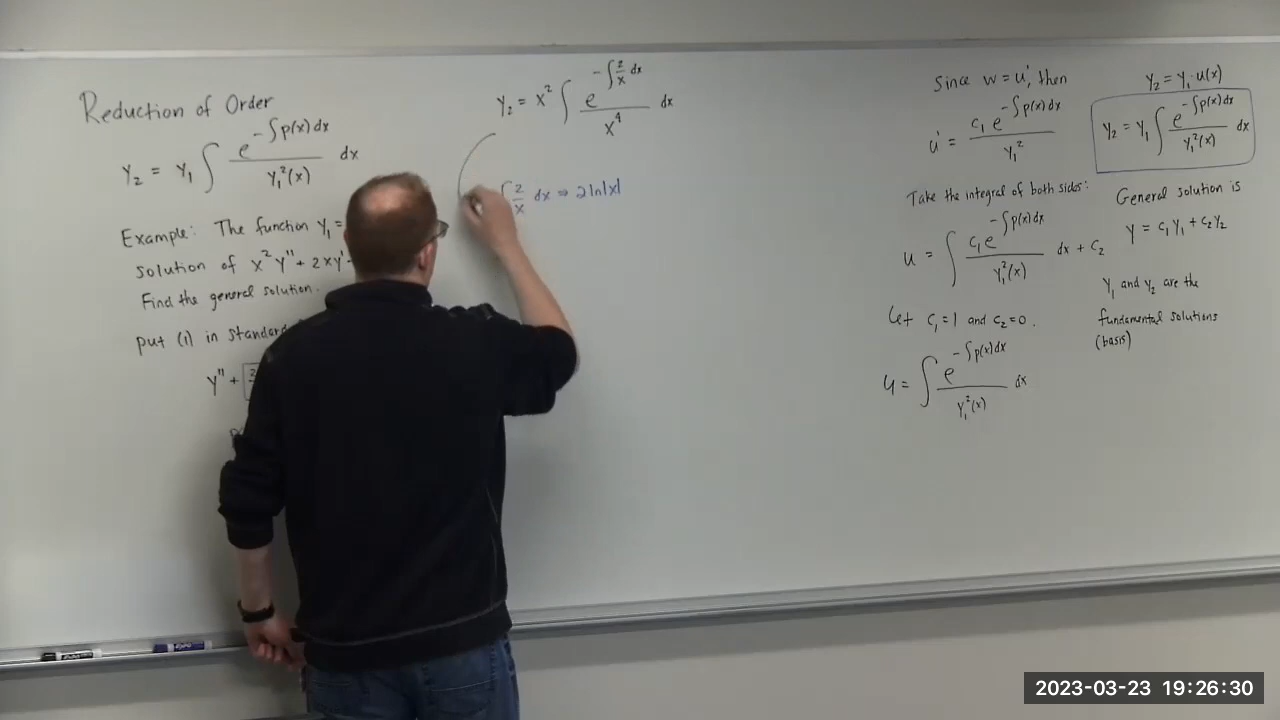 Reduction of Order
y₂ = y₁ ∫ e^(-∫p(x)dx) / y₁²(x) dx
Example: The function y₁ =
solution of x²y'' + 2xy'
Find the general solution.
put (1) in standard
y'' +
y₂ = x² ∫ e^(-∫2/x dx) / x⁴ dx
∫ 2/x dx ⇒ 2ln|x|
Since w = u', then
u' = c₁e^(-∫p(x)dx) / y₁²
Take the integral of both sides:
u = ∫ c₁e^(-∫p(x)dx) / y₁²(x) dx + c₂
Let c₁=1 and c₂=0.
u = ∫ e^(-∫p(x)dx) / y₁²(x) dx
y₂ = y₁·u(x)
y₂ = y₁ ∫ e^(-∫p(x)dx) / y₁²(x) dx
General solution is
y = c₁y₁ + c₂y₂
y₁ and y₂ are the
fundamental solutions
(basis)
2023-03-23 19:26:30